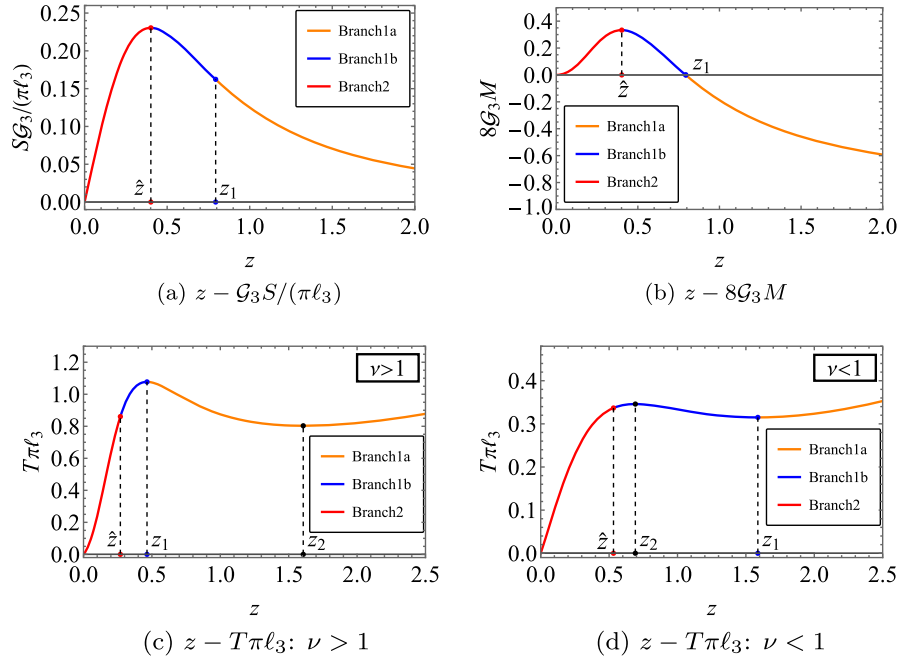 0.25
0.20
0.15
0.10
0.05
0.00
S𝒢₃/(πℓ₃)
Branch1a
Branch1b
Branch2
ẑ
z₁
0.0 0.5 1.0 1.5 2.0
z
(a) z − 𝒢₃S/(πℓ₃)
0.4
0.2
0.0
−0.2
−0.4
−0.6
−0.8
−1.0
8𝒢₃M
z₁
ẑ
Branch1a
Branch1b
Branch2
0.0 0.5 1.0 1.5 2.0
z
(b) z − 8𝒢₃M
1.2
1.0
0.8
0.6
0.4
0.2
0.0
Tπℓ₃
ν>1
Branch1a
Branch1b
Branch2
ẑ z₁ z₂
0.0 0.5 1.0 1.5 2.0 2.5
z
(c) z − Tπℓ₃: ν > 1
0.4
0.3
0.2
0.1
0.0
Tπℓ₃
ν<1
Branch1a
Branch1b
Branch2
ẑ z₂ z₁
0.0 0.5 1.0 1.5 2.0 2.5
z
(d) z − Tπℓ₃: ν < 1